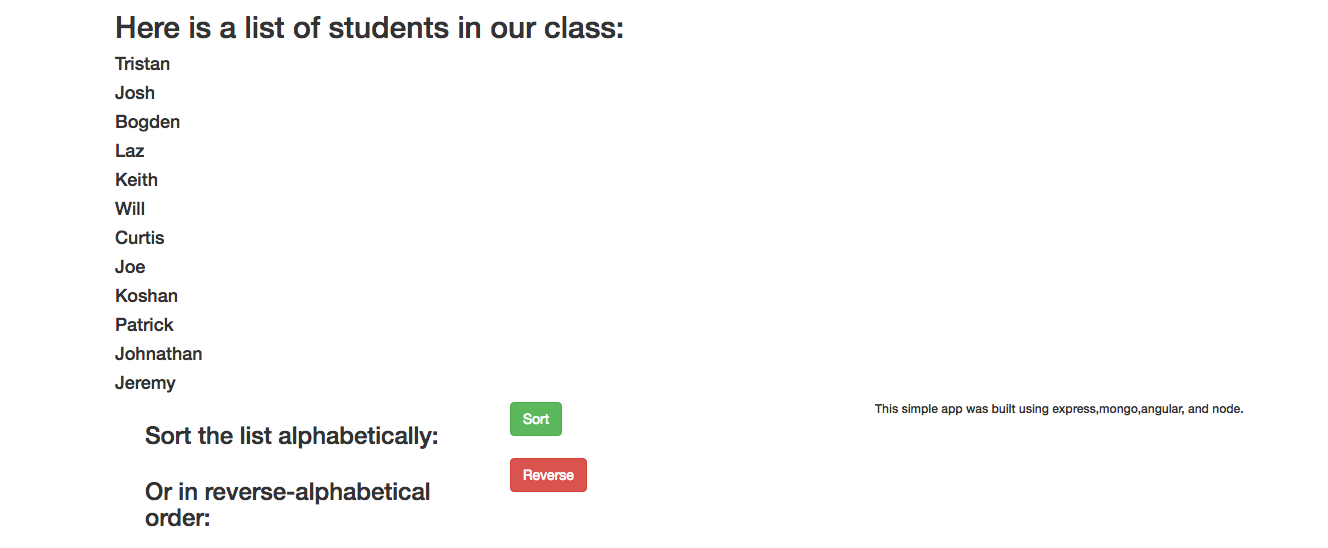 Here is a list of students in our class:
Tristan
Josh
Bogden
Laz
Keith
Will
Curtis
Joe
Koshan
Patrick
Johnathan
Jeremy
Sort the list alphabetically:
Sort
This simple app was built using express,mongo,angular, and node.
Or in reverse-alphabetical
order:
Reverse